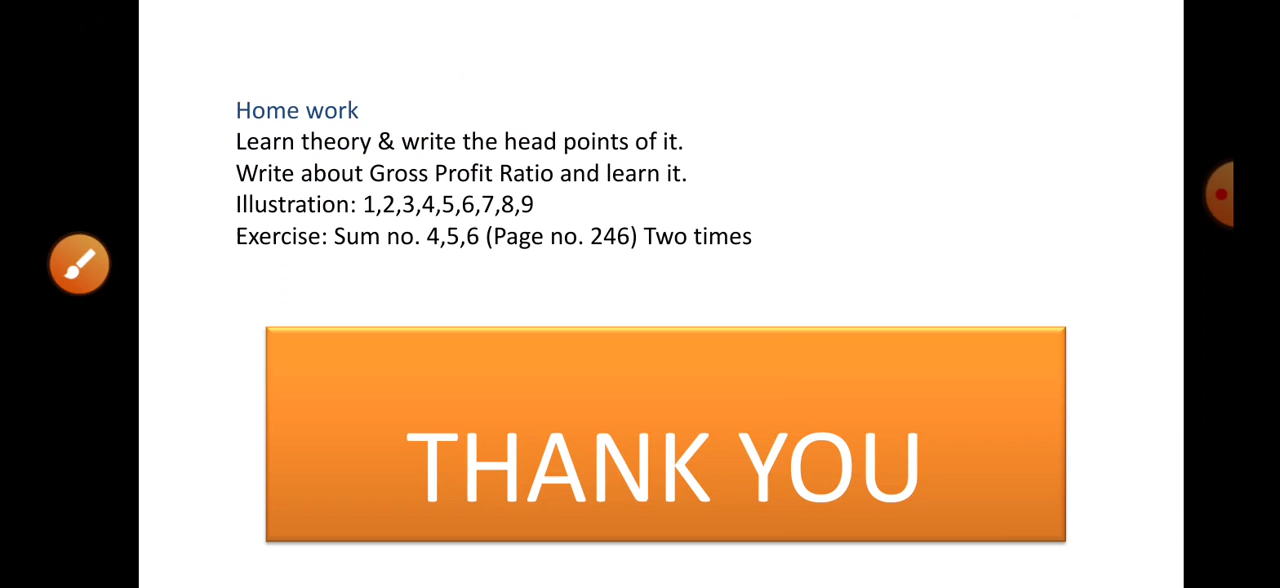 Home work
Learn theory & write the head points of it.
Write about Gross Profit Ratio and learn it.
Illustration: 1,2,3,4,5,6,7,8,9
Exercise: Sum no. 4,5,6 (Page no. 246) Two times
THANK YOU